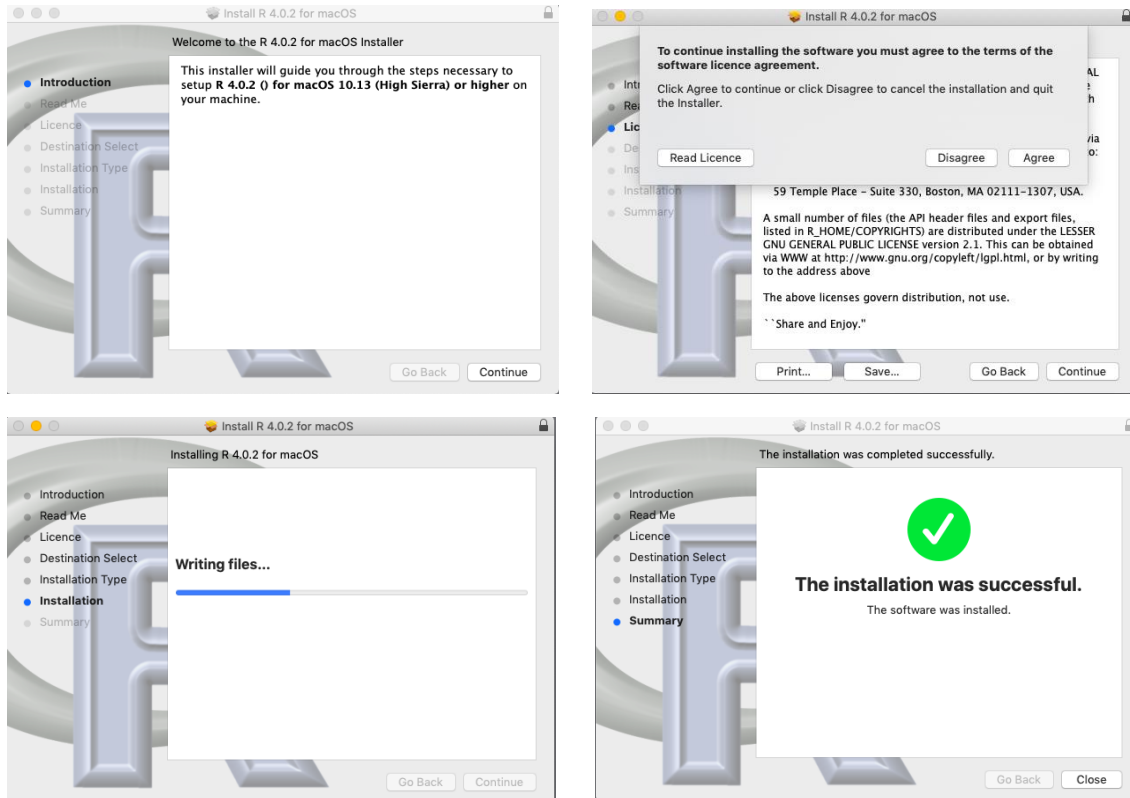 Install R 4.0.2 for macOS
Welcome to the R 4.0.2 for macOS Installer
Introduction
Read Me
Licence
Destination Select
Installation Type
Installation
Summary
This installer will guide you through the steps necessary to
setup R 4.0.2 () for macOS 10.13 (High Sierra) or higher on
your machine.
Go Back
Continue
Install R 4.0.2 for macOS
To continue installing the software you must agree to the terms of the
software licence agreement.
Click Agree to continue or click Disagree to cancel the installation and quit
the Installer.
Read Licence
Disagree
Agree
Installation
Summary
59 Temple Place – Suite 330, Boston, MA 02111-1307, USA.
A small number of files (the API header files and export files,
listed in R_HOME/COPYRIGHTS) are distributed under the LESSER
GNU GENERAL PUBLIC LICENSE version 2.1. This can be obtained
via WWW at http://www.gnu.org/copyleft/lgpl.html, or by writing
to the address above
The above licenses govern distribution, not use.
``Share and Enjoy.''
Print...
Save...
Go Back
Continue
Install R 4.0.2 for macOS
Installing R 4.0.2 for macOS
Introduction
Read Me
Licence
Destination Select
Installation Type
Installation
Summary
Writing files...
Go Back
Continue
Install R 4.0.2 for macOS
The installation was completed successfully.
Introduction
Read Me
Licence
Destination Select
Installation Type
Installation
Summary
The installation was successful.
The software was installed.
Go Back
Close